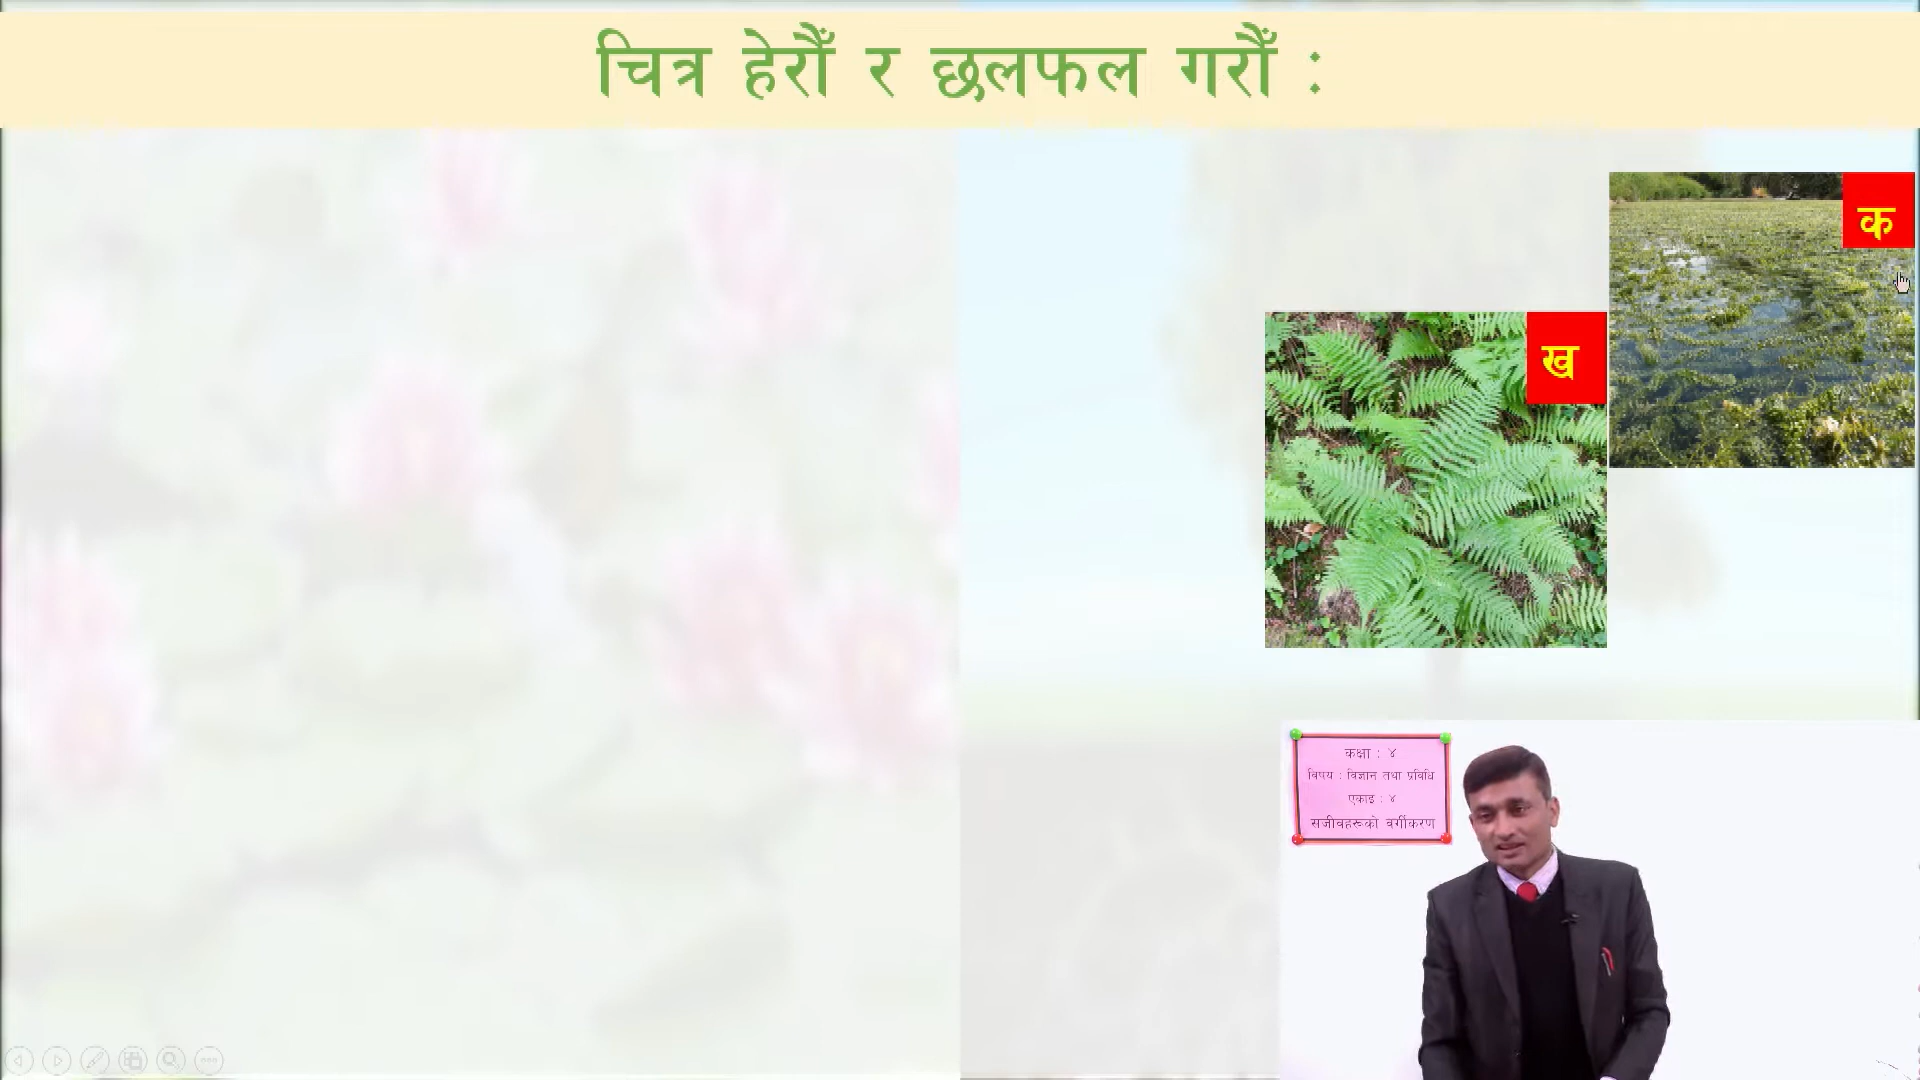 चित्र हेरौँ र छलफल गरौँ :
क
ख
कक्षा : ४
विषय : विज्ञान तथा प्रविधि
एकाइ : ४
सजीवहरूको वर्गीकरण